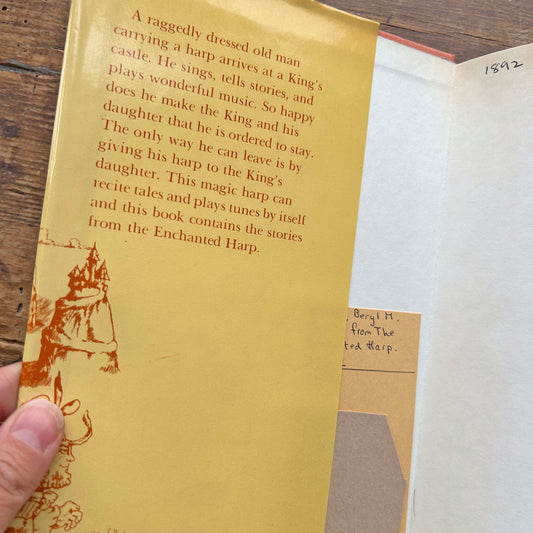 A raggedly dressed old man
carrying a harp arrives at a King's
castle. He sings, tells stories, and
plays wonderful music. So happy
does he make the King and his
daughter that he is ordered to stay.
The only way he can leave is by
giving his harp to the King's
daughter. This magic harp can
recite tales and plays tunes by itself
and this book contains the stories
from the Enchanted Harp.
1892
, Beryl M.
from The
ted Harp.